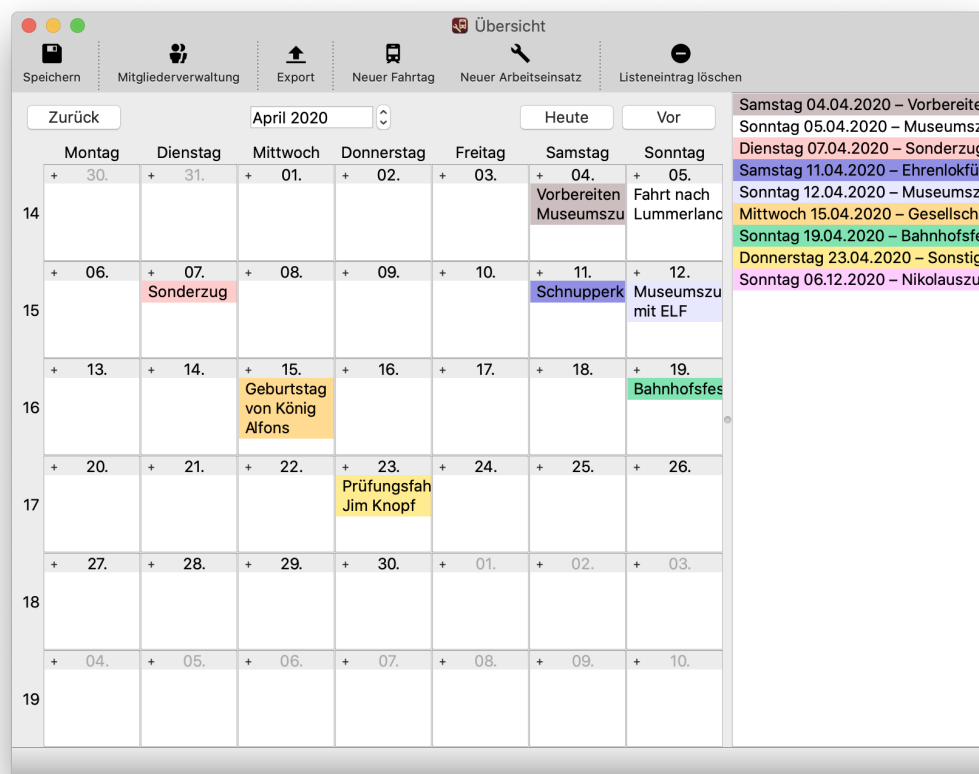 Übersicht
Speichern
Mitgliederverwaltung
Export
Neuer Fahrtag
Neuer Arbeitseinsatz
Listeneintrag löschen
Zurück
April 2020
Heute
Vor
Montag Dienstag Mittwoch Donnerstag Freitag Samstag Sonntag
14
+ 30. + 31. + 01. + 02. + 03. + 04. + 05.
Vorbereiten
Museumszu
Fahrt nach
Lummerland
15
+ 06. + 07. + 08. + 09. + 10. + 11. + 12.
Sonderzug
Schnupperk
Museumszu
mit ELF
16
+ 13. + 14. + 15. + 16. + 17. + 18. + 19.
Geburtstag
von König
Alfons
Bahnhofsfes
17
+ 20. + 21. + 22. + 23. + 24. + 25. + 26.
Prüfungsfah
Jim Knopf
18
+ 27. + 28. + 29. + 30. + 01. + 02. + 03.
19
+ 04. + 05. + 06. + 07. + 08. + 09. + 10.
Samstag 04.04.2020 – Vorbereite
Sonntag 05.04.2020 – Museumsz
Dienstag 07.04.2020 – Sonderzug
Samstag 11.04.2020 – Ehrenlokfü
Sonntag 12.04.2020 – Museumsz
Mittwoch 15.04.2020 – Gesellsch
Sonntag 19.04.2020 – Bahnhofsfe
Donnerstag 23.04.2020 – Sonstig
Sonntag 06.12.2020 – Nikolauszu